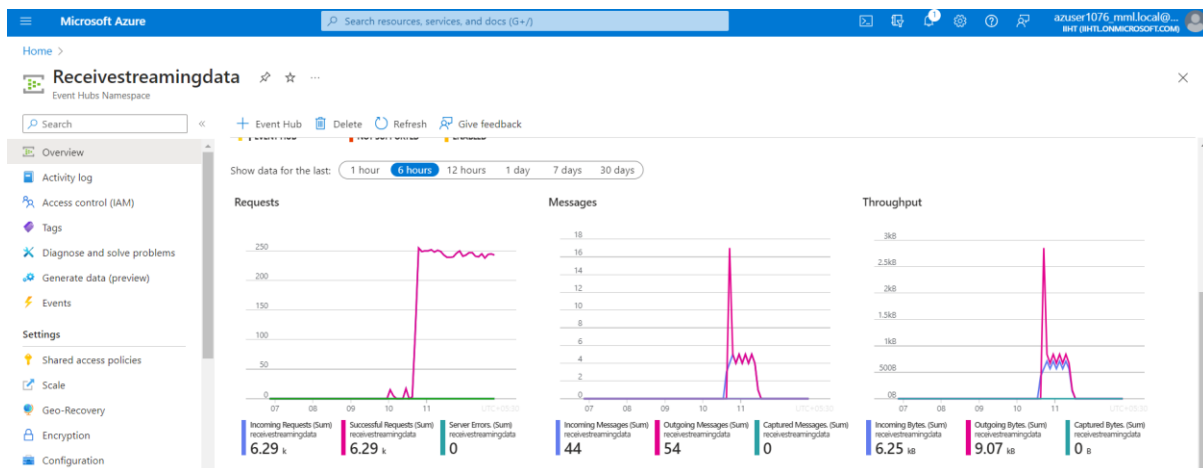 Microsoft Azure
Search resources, services, and docs (G+/)
1
azuser1076_mml.local@...
IIHT (IIHTL.ONMICROSOFT.COM)
Home >
Receivestreamingdata
Event Hubs Namespace
Search
Event Hub Delete Refresh Give feedback
1 EVENT HUB NOT SUPPORTED ENABLED
Overview
Activity log
Access control (IAM)
Tags
Diagnose and solve problems
Generate data (preview)
Events
Settings
Shared access policies
Scale
Geo-Recovery
Encryption
Configuration
Show data for the last: 1 hour 6 hours 12 hours 1 day 7 days 30 days
Requests
250
200
150
100
50
0
07 08 09 10 11 UTC+05:30
Incoming Requests (Sum)
receivestreamingdata
6.29 k
Successful Requests (Sum)
receivestreamingdata
6.29 k
Server Errors. (Sum)
receivestreamingdata
0
Messages
18
16
14
12
10
8
6
4
2
0
07 08 09 10 11 UTC+05:30
Incoming Messages (Sum)
receivestreamingdata
44
Outgoing Messages (Sum)
receivestreamingdata
54
Captured Messages. (Sum)
receivestreamingdata
0
Throughput
3kB
2.5kB
2kB
1.5kB
1kB
500B
0B
07 08 09 10 11 UTC+05:30
Incoming Bytes. (Sum)
receivestreamingdata
6.25 kB
Outgoing Bytes. (Sum)
receivestreamingdata
9.07 kB
Captured Bytes. (Sum)
receivestreamingdata
0 B